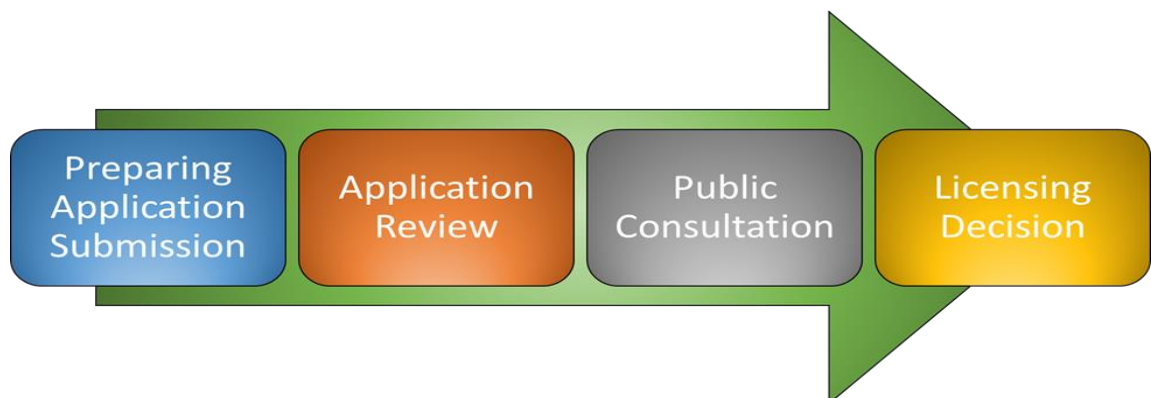 Preparing
Application
Submission
Application
Review
Public
Consultation
Licensing
Decision